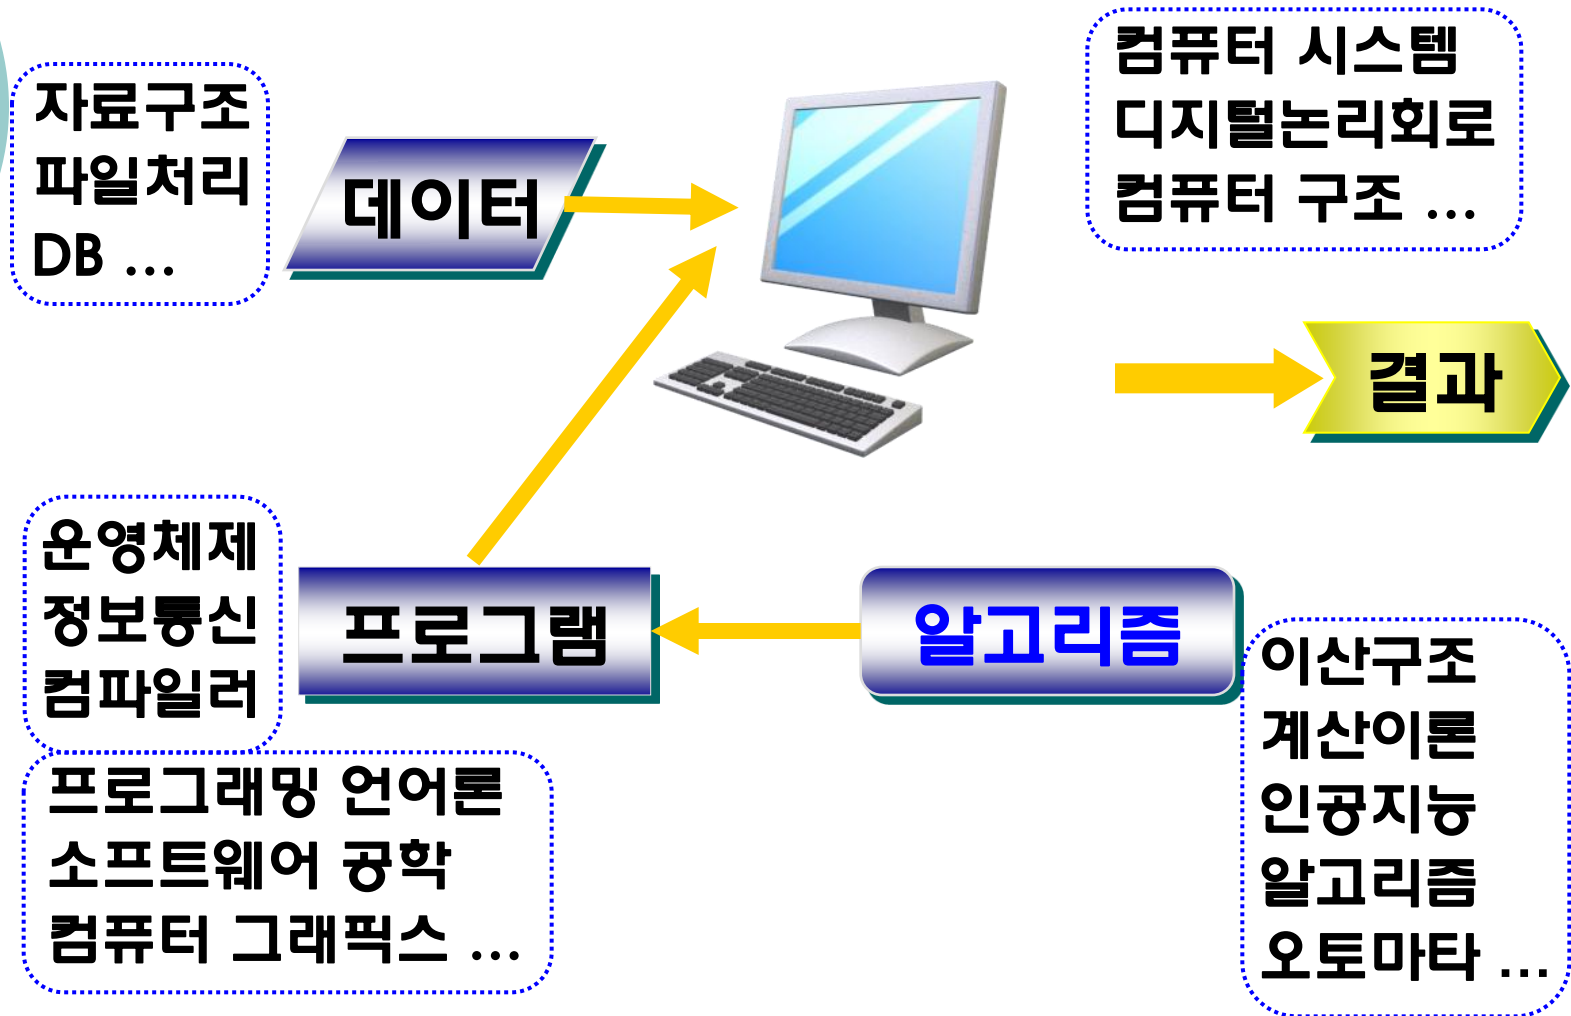 자료구조
파일처리
DB ...
데이터
컴퓨터 시스템
디지털논리회로
컴퓨터 구조 ...
결과
운영체제
정보통신
컴파일러
프로그램
알고리즘
프로그래밍 언어론
소프트웨어 공학
컴퓨터 그래픽스 ...
이산구조
계산이론
인공지능
알고리즘
오토마타 ...